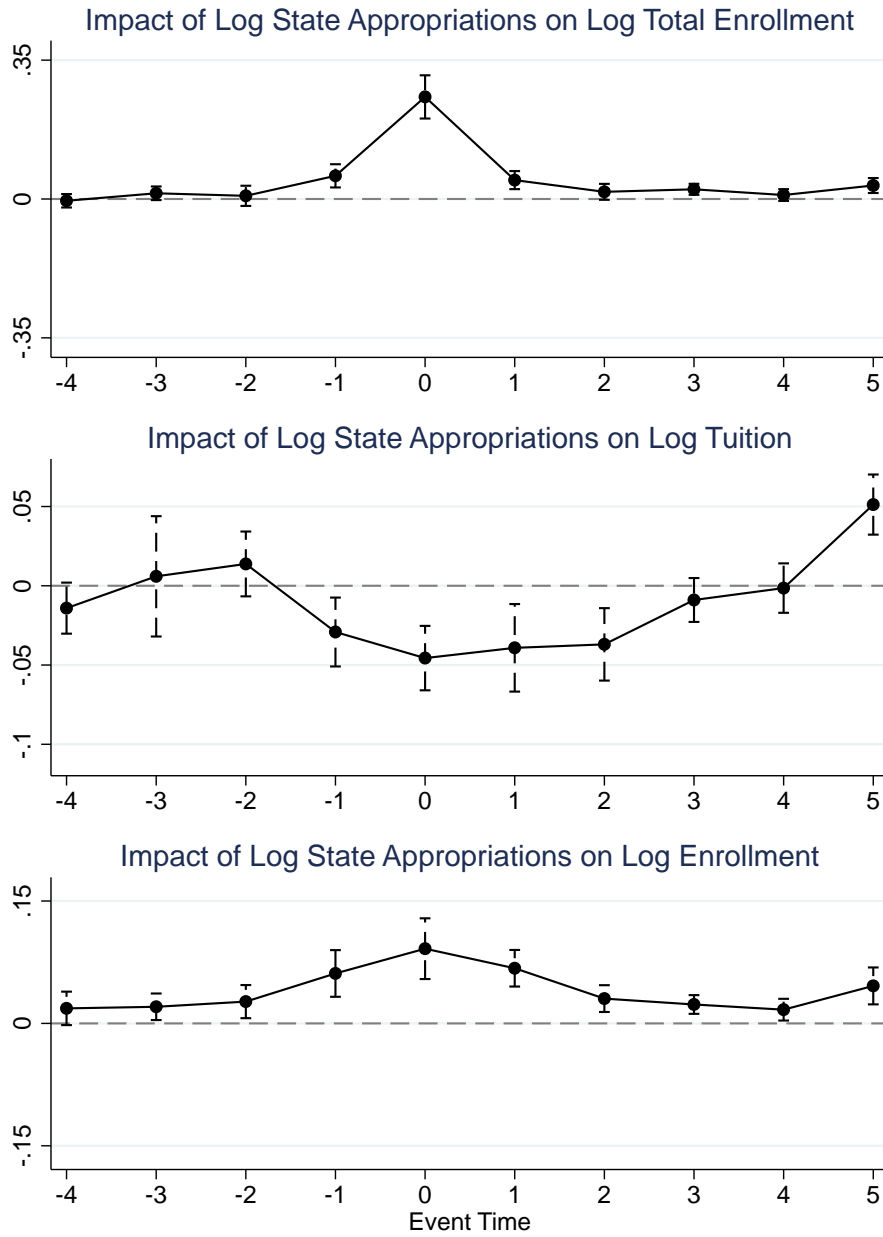 Impact of Log State Appropriations on Log Total Enrollment
.35
0
-.35
-4 -3 -2 -1 0 1 2 3 4 5
Impact of Log State Appropriations on Log Tuition
.05
0
-.05
-.1
-4 -3 -2 -1 0 1 2 3 4 5
Impact of Log State Appropriations on Log Enrollment
.15
0
-.15
-4 -3 -2 -1 0 1 2 3 4 5
Event Time